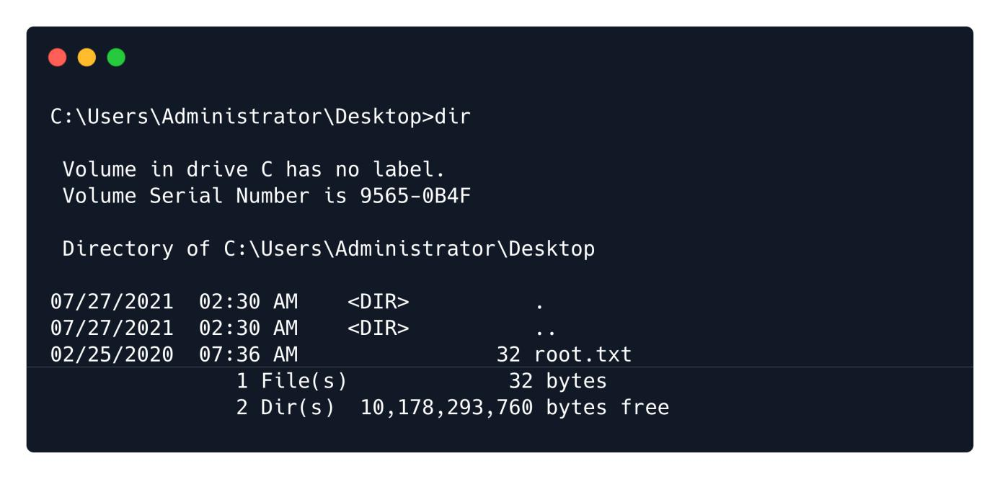 C:\Users\Administrator\Desktop>dir
 Volume in drive C has no label.
 Volume Serial Number is 9565-0B4F
 Directory of C:\Users\Administrator\Desktop
07/27/2021  02:30 AM    <DIR>          .
07/27/2021  02:30 AM    <DIR>          ..
02/25/2020  07:36 AM                32 root.txt
               1 File(s)             32 bytes
               2 Dir(s)  10,178,293,760 bytes free